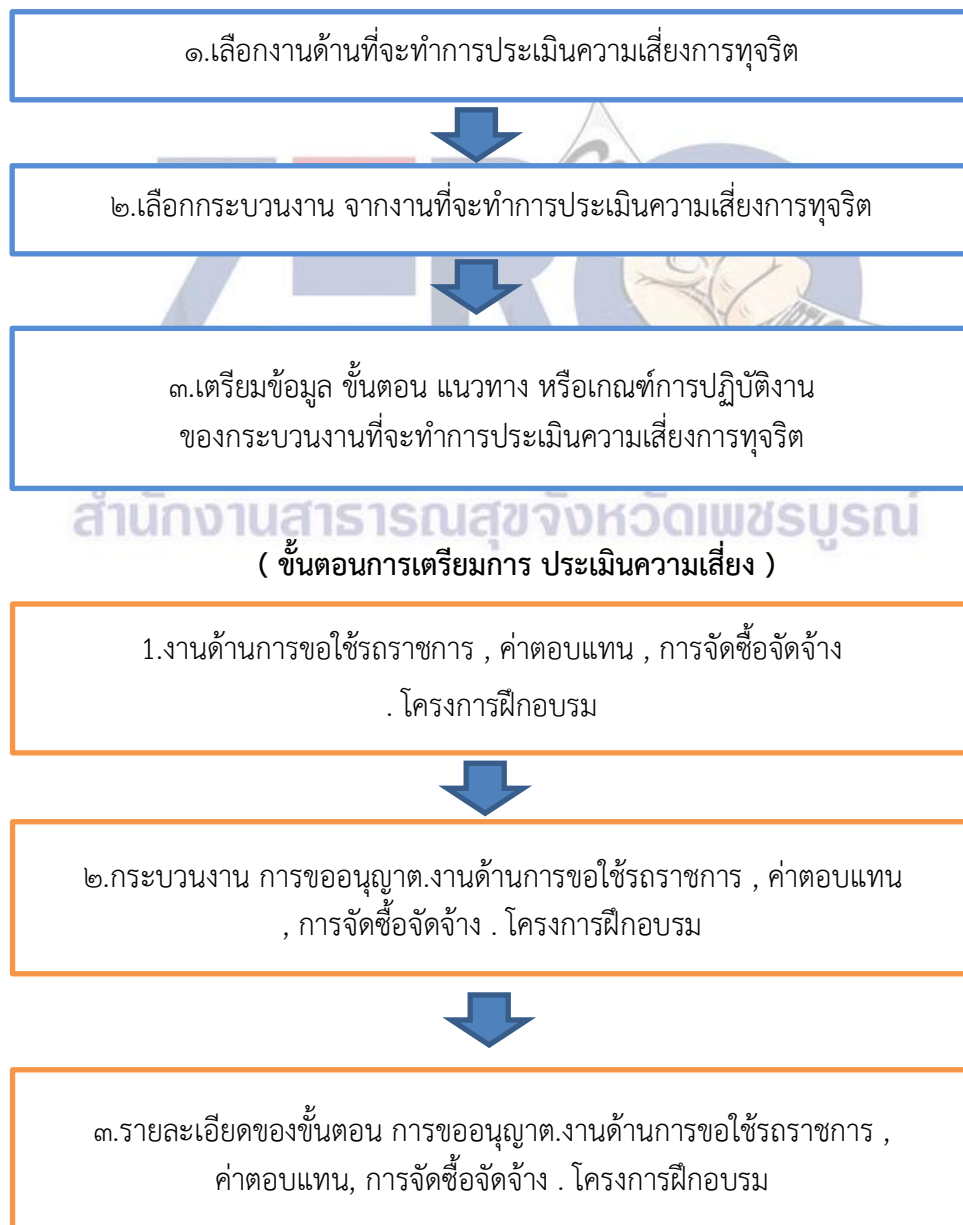 ๑.เลือกงานด้านที่จะทำการประเมินความเสี่ยงการทุจริต
๒.เลือกกระบวนงาน จากงานที่จะทำการประเมินความเสี่ยงการทุจริต
๓.เตรียมข้อมูล ขั้นตอน แนวทาง หรือเกณฑ์การปฏิบัติงาน
ของกระบวนงานที่จะทำการประเมินความเสี่ยงการทุจริต
สำนักงานสาธารณสุขจังหวัดเพชรบูรณ์
( ขั้นตอนการเตรียมการ ประเมินความเสี่ยง )
1.งานด้านการขอใช้รถราชการ , ค่าตอบแทน , การจัดซื้อจัดจ้าง
. โครงการฝึกอบรม
๒.กระบวนงาน การขออนุญาต.งานด้านการขอใช้รถราชการ , ค่าตอบแทน
, การจัดซื้อจัดจ้าง . โครงการฝึกอบรม
๓.รายละเอียดของขั้นตอน การขออนุญาต.งานด้านการขอใช้รถราชการ ,
ค่าตอบแทน, การจัดซื้อจัดจ้าง . โครงการฝึกอบรม